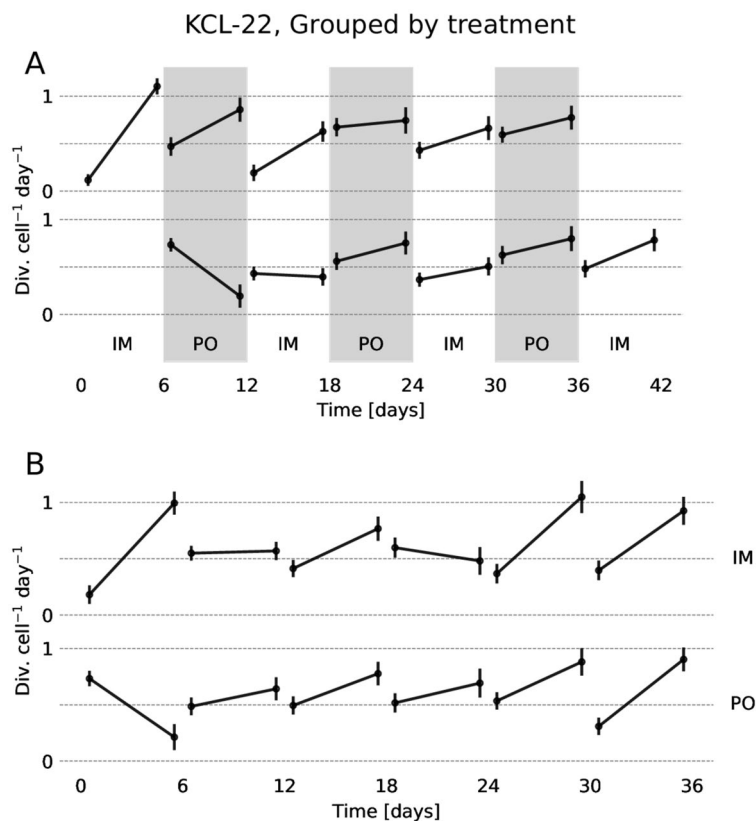 KCL-22, Grouped by treatment
A
1
0
1
0
Div. cell⁻¹ day⁻¹
IM PO IM PO IM PO IM
0 6 12 18 24 30 36 42
Time [days]
B
1
0
IM
1
0
PO
Div. cell⁻¹ day⁻¹
0 6 12 18 24 30 36
Time [days]